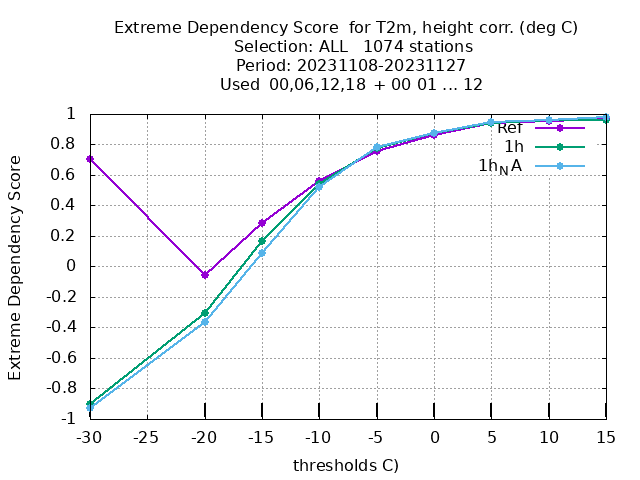 Extreme Dependency Score  for T2m, height corr. (deg C)
Selection: ALL   1074 stations
Period: 20231108-20231127
Used  00,06,12,18  + 00 01 ... 12
Extreme Dependency Score
1
0.8
0.6
0.4
0.2
0
-0.2
-0.4
-0.6
-0.8
-1
Ref
1h
1hNA
-30 -25 -20 -15 -10 -5 0 5 10 15
thresholds C)